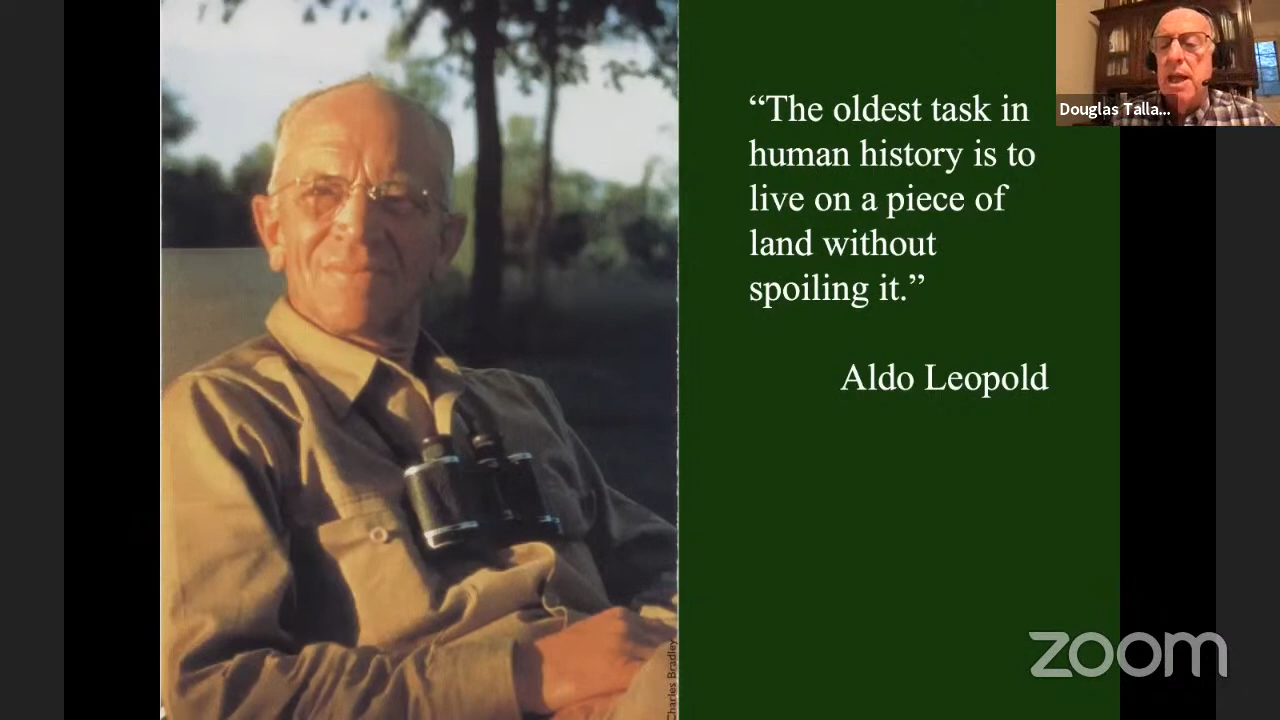 “The oldest task in
human history is to
live on a piece of
land without
spoiling it.”
Aldo Leopold
Douglas Talla...
Charles Bradley
zoom